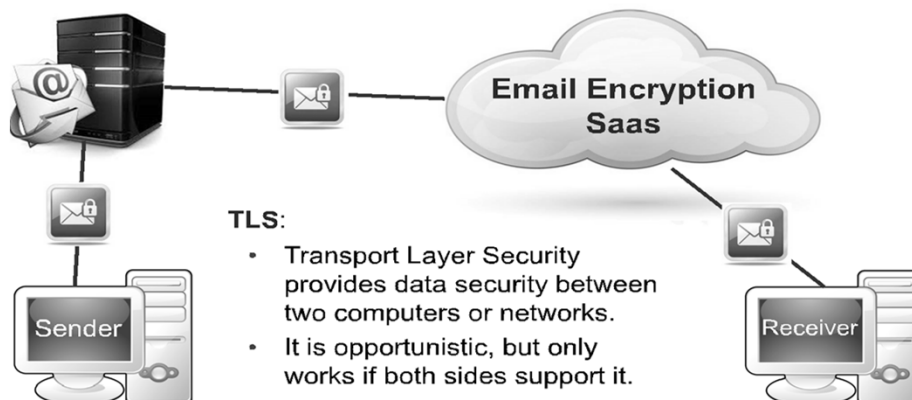 Email Encryption
Saas
@
TLS:
• Transport Layer Security
provides data security between
two computers or networks.
• It is opportunistic, but only
works if both sides support it.
Sender
Receiver